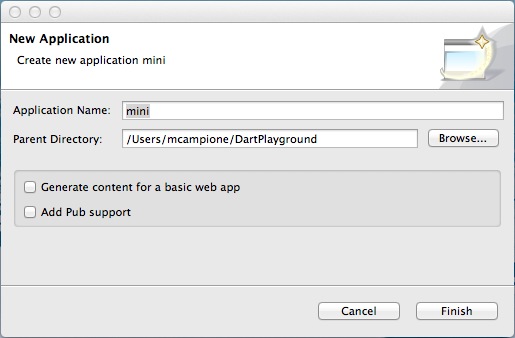 New Application
Create new application mini
Application Name: mini
Parent Directory: /Users/mcampione/DartPlayground Browse...
Generate content for a basic web app
Add Pub support
Cancel Finish